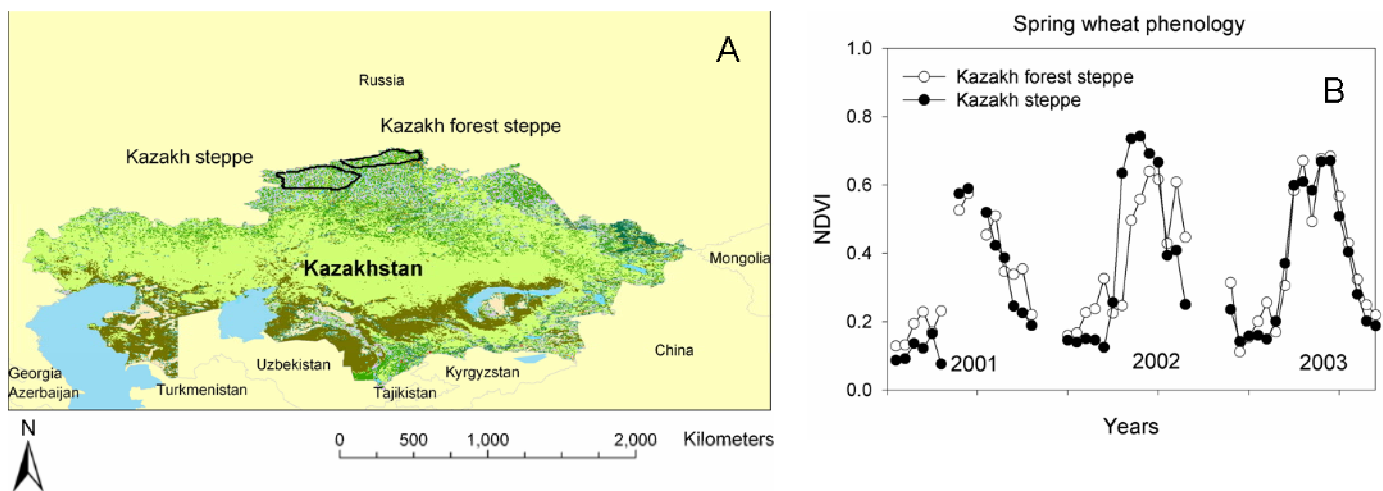 A
Russia
Kazakh forest steppe
Kazakh steppe
Kazakhstan
Mongolia
China
Uzbekistan
Kyrgyzstan
Georgia
Azerbaijan
Turkmenistan
Tajikistan
N
0 500 1,000 2,000 Kilometers
Spring wheat phenology
B
Kazakh forest steppe
Kazakh steppe
NDVI
1.0
0.8
0.6
0.4
0.2
0.0
2001 2002 2003
Years